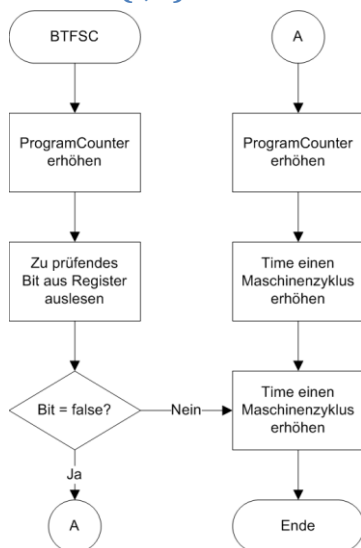 BTFSC
ProgramCounter
erhöhen
Zu prüfendes
Bit aus Register
auslesen
Bit = false?
Nein
Ja
A
A
ProgramCounter
erhöhen
Time einen
Maschinenzyklus
erhöhen
Time einen
Maschinenzyklus
erhöhen
Ende